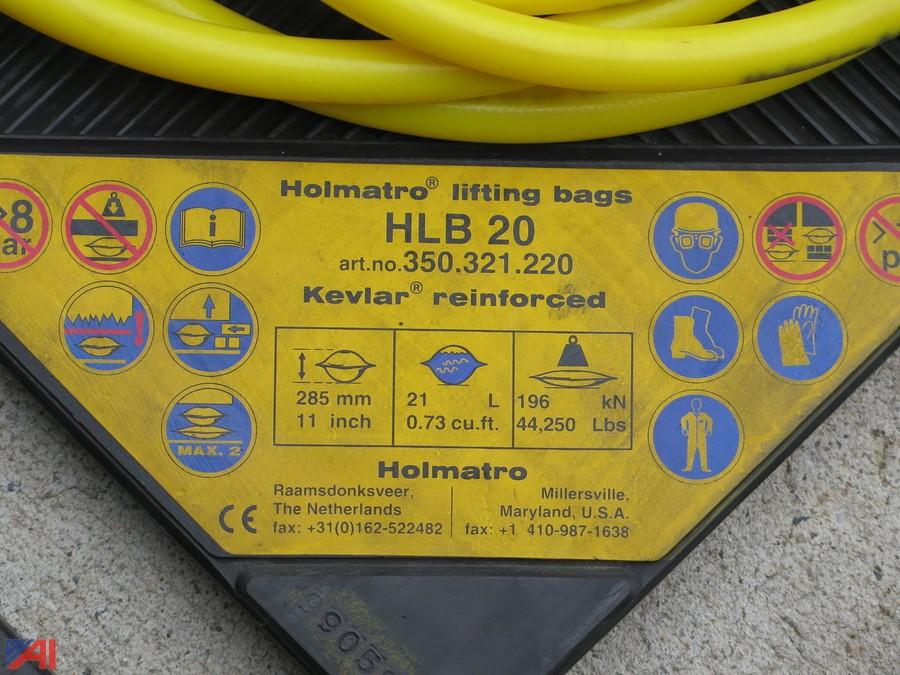 Holmatro® lifting bags
HLB 20
art.no.350.321.220
Kevlar® reinforced
>8
MAX. 2
285 mm
11 inch
21 L
0.73 cu.ft.
196 kN
44,250 Lbs
Holmatro
Raamsdonksveer,
The Netherlands
fax: +31(0)162-522482
Millersville,
Maryland, U.S.A.
fax: +1 410-987-1638
CE
AI